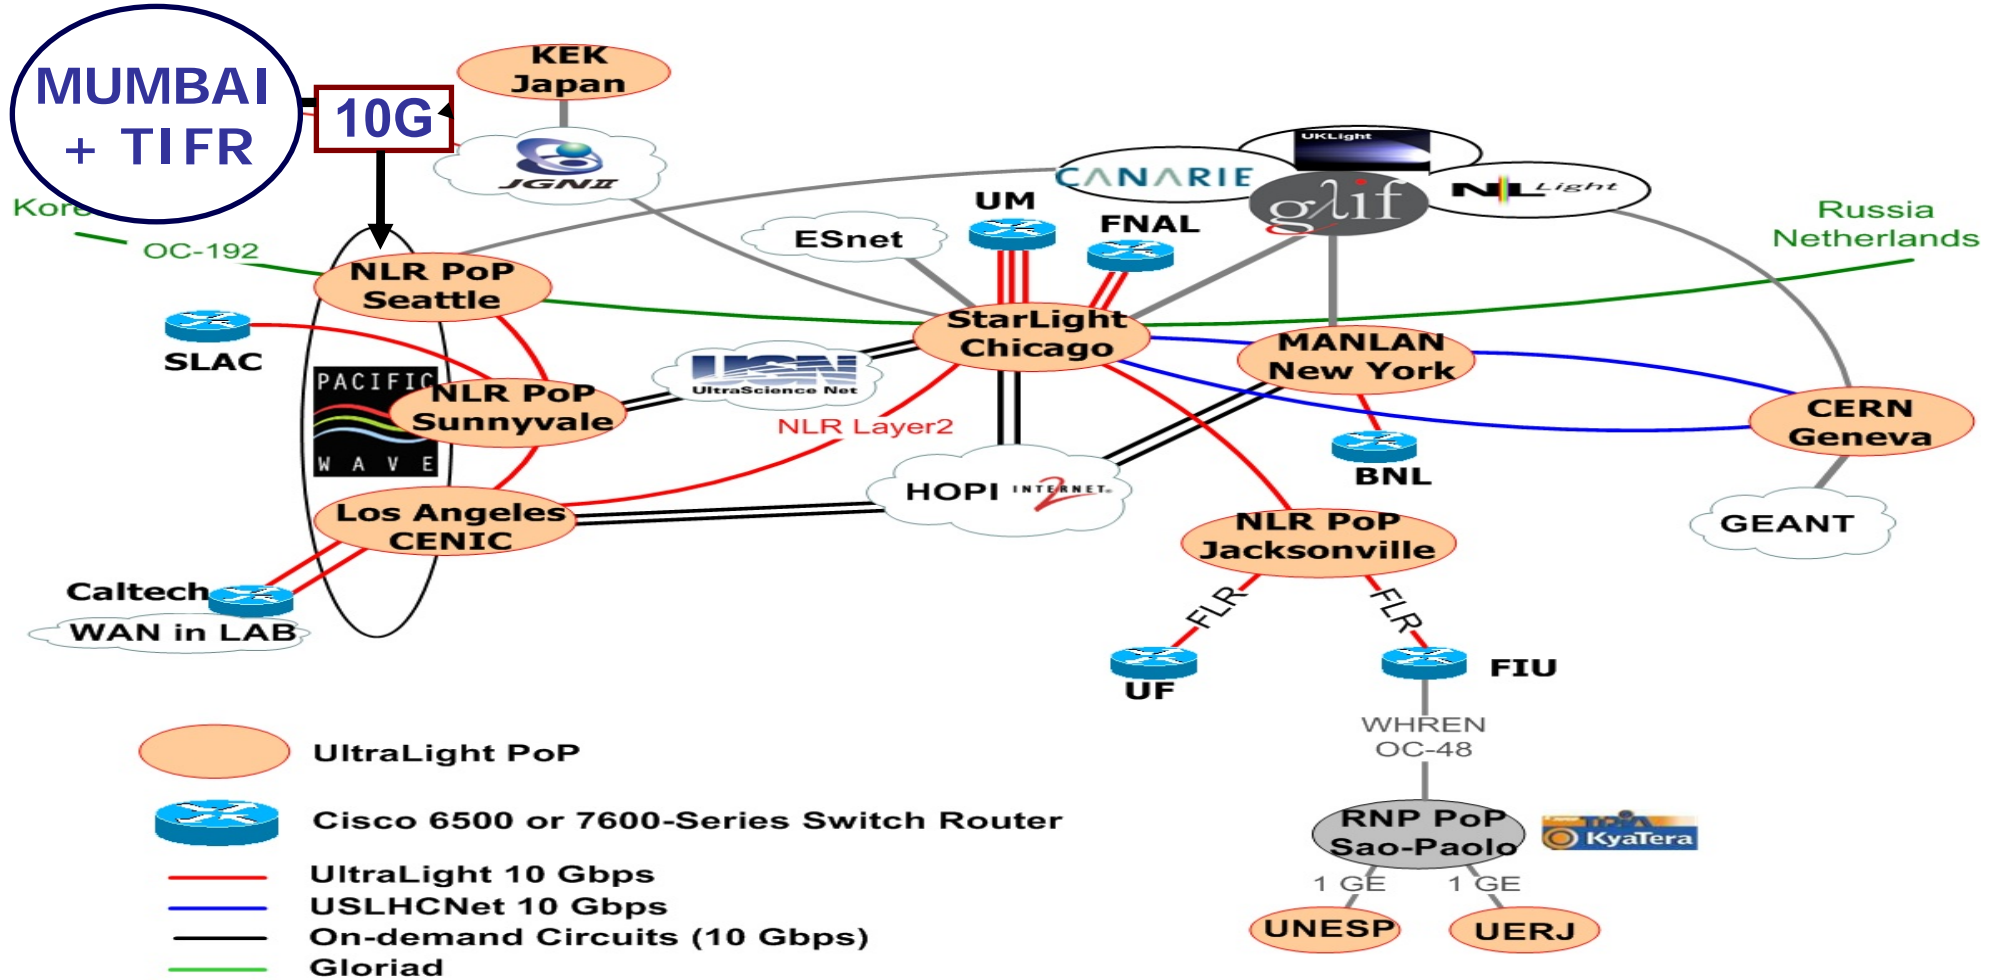 MUMBAI
+ TIFR
10G
KEK
Japan
JGNII
UKLight
CANARIE
glif
NLLight
Kore
OC-192
UM
FNAL
ESnet
Russia
Netherlands
NLR PoP
Seattle
SLAC
StarLight
Chicago
MANLAN
New York
PACIFIC
WAVE
NLR PoP
Sunnyvale
USN
UltraScience Net
NLR Layer2
CERN
Geneva
BNL
HOPI INTERNET2
GEANT
Los Angeles
CENIC
NLR PoP
Jacksonville
Caltech
WAN in LAB
FLR
FLR
UF
FIU
WHREN
OC-48
RNP PoP
Sao-Paolo
KyaTera
1 GE
1 GE
UNESP
UERJ
UltraLight PoP
Cisco 6500 or 7600-Series Switch Router
UltraLight 10 Gbps
USLHCNet 10 Gbps
On-demand Circuits (10 Gbps)
Gloriad